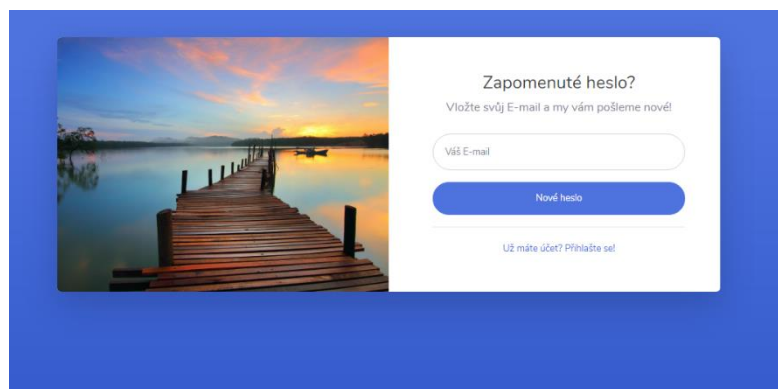 Zapomenuté heslo?
Vložte svůj E-mail a my vám pošleme nové!
Váš E-mail
Nové heslo
Už máte účet? Přihlašte se!